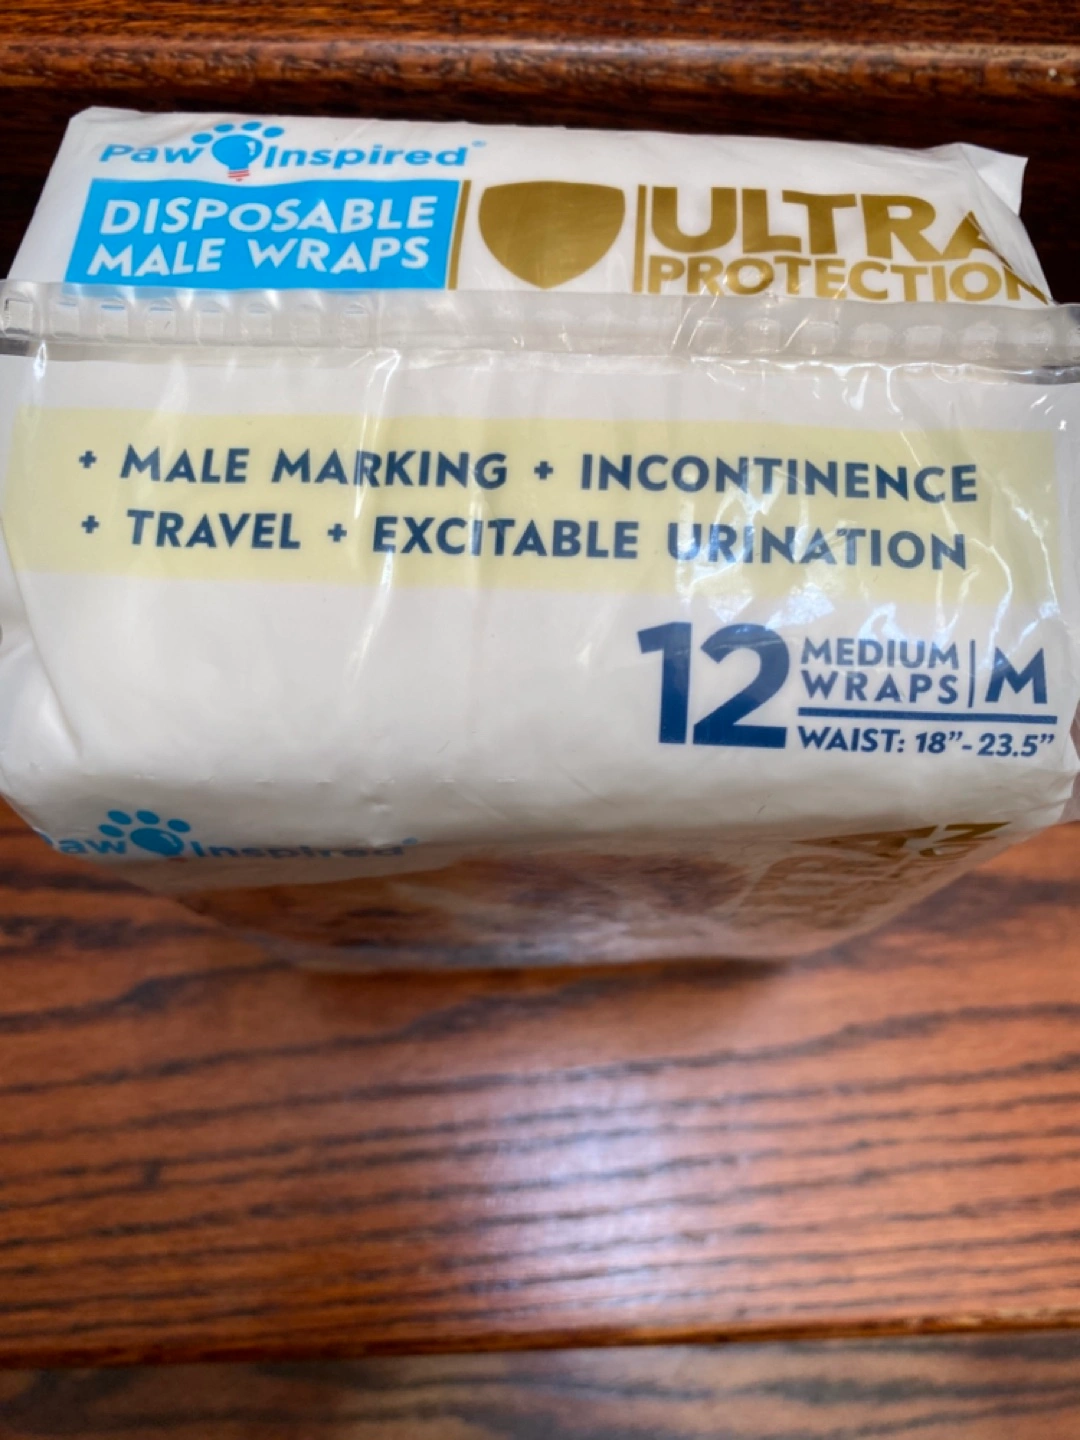 Paw Inspired®
DISPOSABLE
MALE WRAPS
ULTRA
PROTECTION
+ MALE MARKING + INCONTINENCE
+ TRAVEL + EXCITABLE URINATION
12 MEDIUM WRAPS | M
WAIST: 18”-23.5”
Paw Inspired®